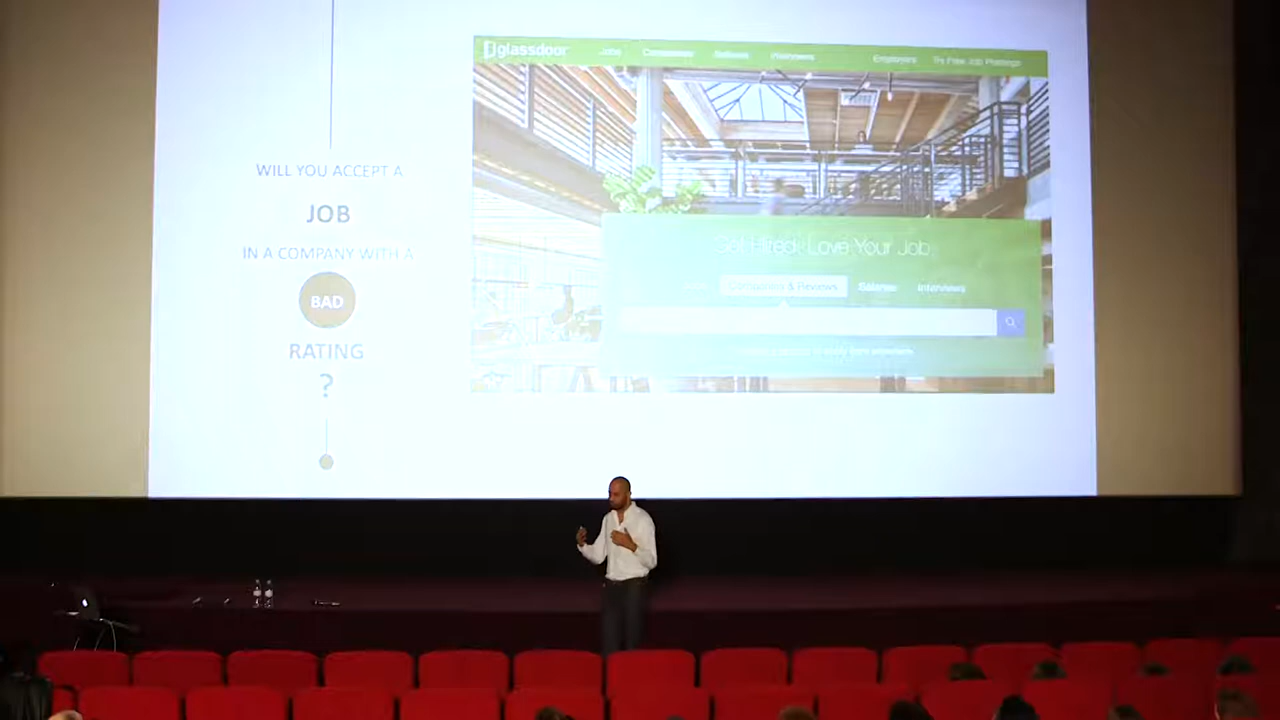 WILL YOU ACCEPT A
JOB
IN A COMPANY WITH A
BAD
RATING
?
glassdoor
Jobs Companies Salaries Interviews Employers Try Free Job Postings
Get Hired. Love Your Job
Companies & Reviews Salaries Interviews